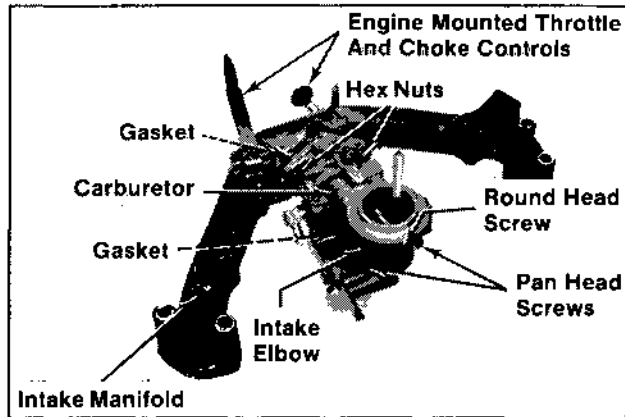 Engine Mounted Throttle
And Choke Controls
Hex Nuts
Gasket
Carburetor
Round Head
Screw
Gasket
Pan Head
Screws
Intake
Elbow
Intake Manifold